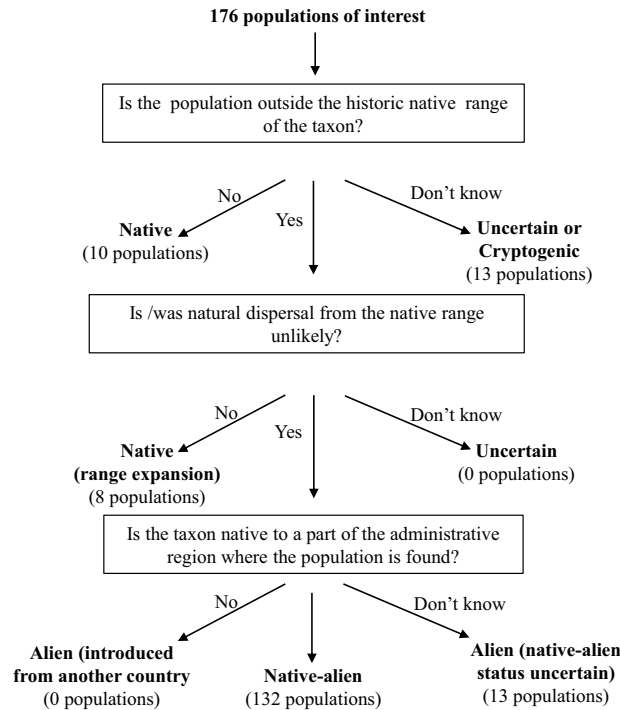 176 populations of interest
Is the population outside the historic native range
of the taxon?
No
Yes
Don't know
Native
(10 populations)
Uncertain or
Cryptogenic
(13 populations)
Is /was natural dispersal from the native range
unlikely?
No
Yes
Don't know
Native
(range expansion)
(8 populations)
Uncertain
(0 populations)
Is the taxon native to a part of the administrative
region where the population is found?
No
Don't know
Alien (introduced
from another country
(0 populations)
Native-alien
(132 populations)
Alien (native-alien
status uncertain)
(13 populations)